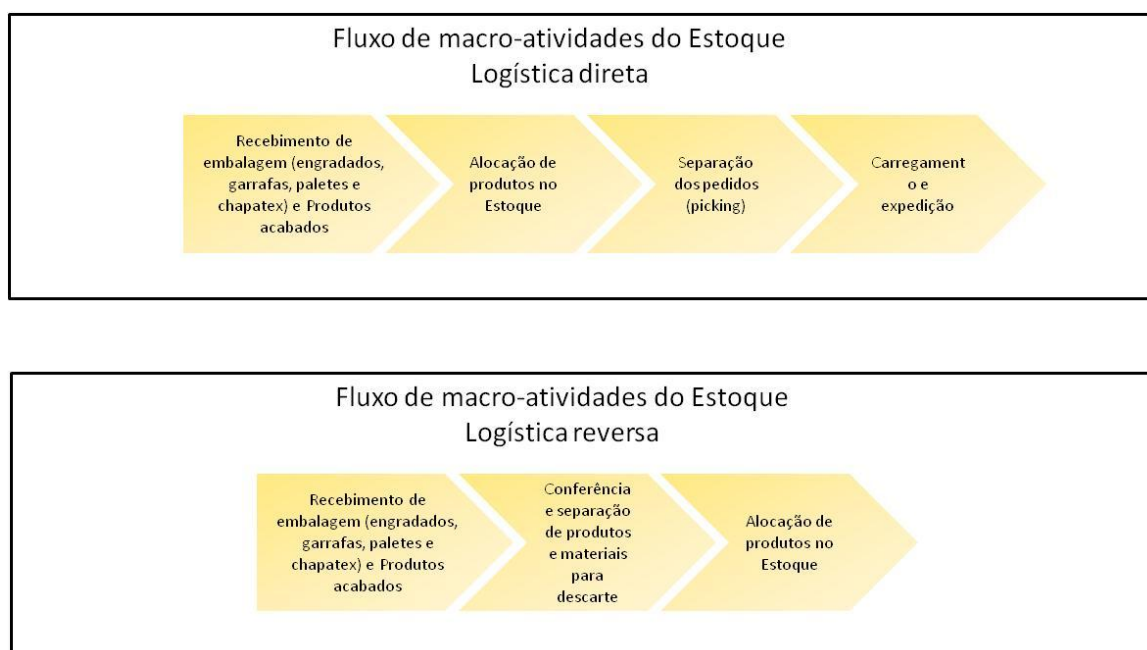 Fluxo de macro-atividades do Estoque
Logística direta
Recebimento de
embalagem (engradados,
garrafas, paletes e
chapatex) e Produtos
acabados
Alocação de
produtos no
Estoque
Separação
dos pedidos
(picking)
Carregament
o e
expedição
Fluxo de macro-atividades do Estoque
Logística reversa
Recebimento de
embalagem (engradados,
garrafas, paletes e
chapatex) e Produtos
acabados
Conferência
e separação
de produtos
e materiais
para
descarte
Alocação de
produtos no
Estoque